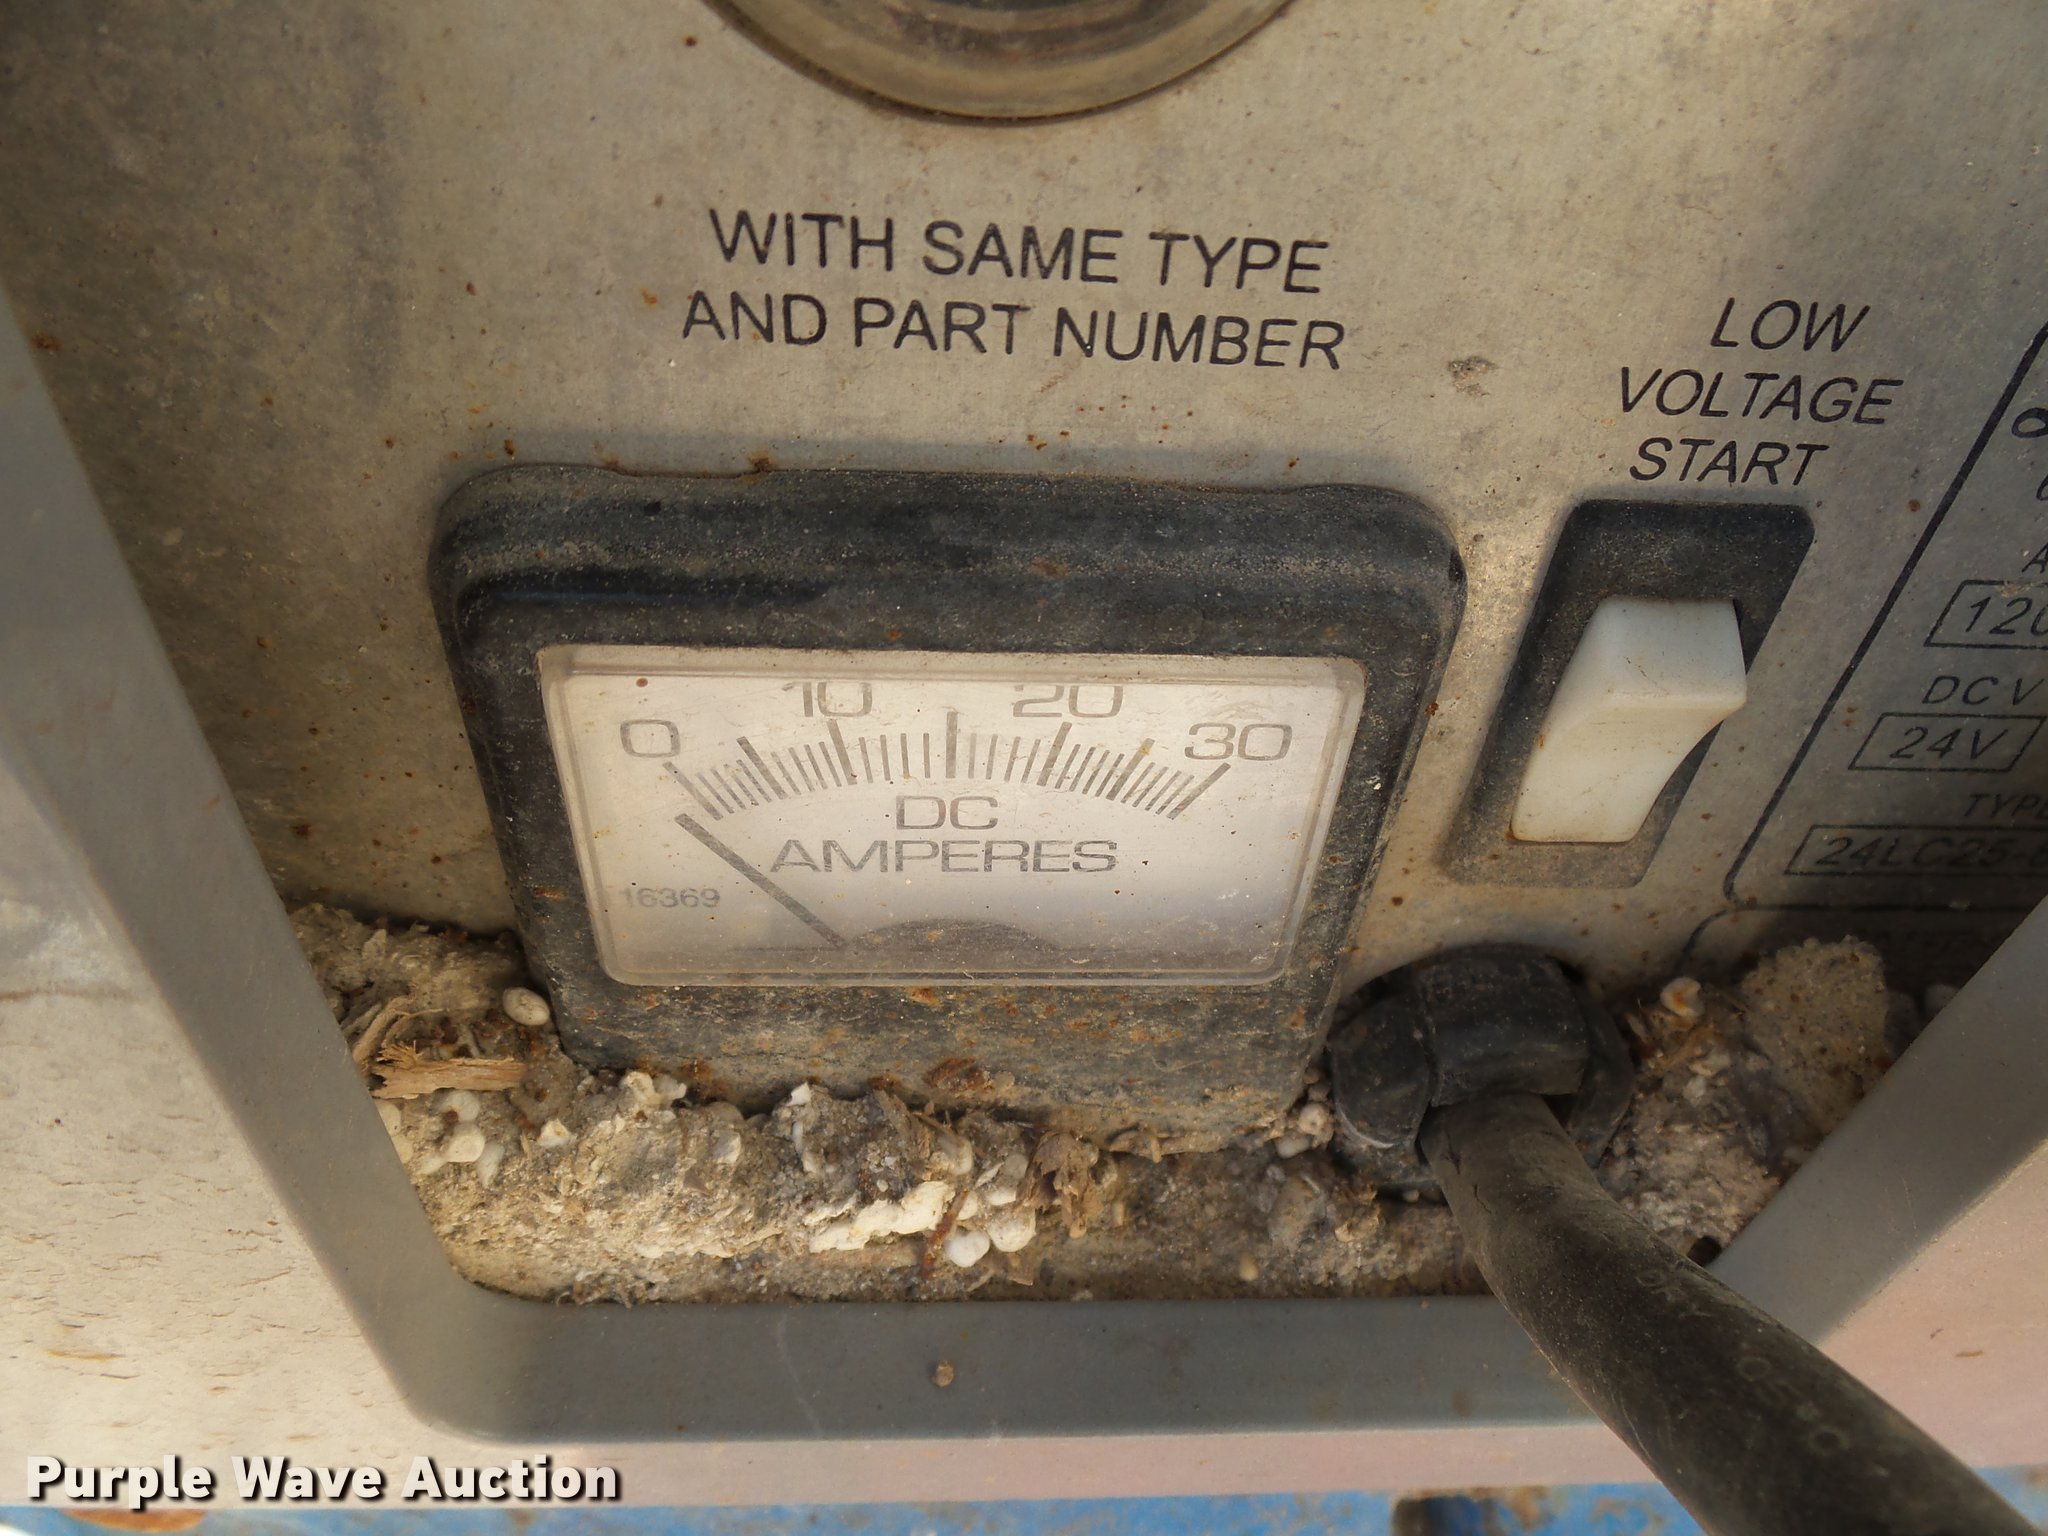 WITH SAME TYPE
AND PART NUMBER
LOW
VOLTAGE
START
0 10 20 30
DC
AMPERES
16369
DC V
24V
TYPE
Purple Wave Auction